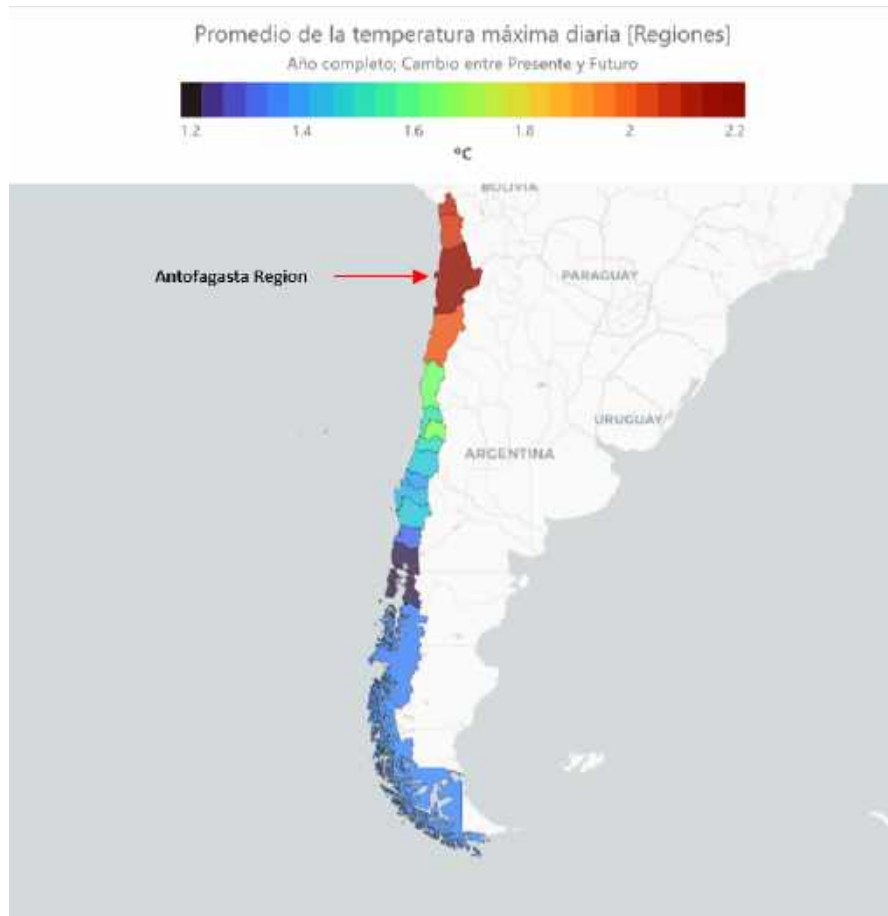 Promedio de la temperatura máxima diaria [Regiones]
Año completo; Cambio entre Presente y Futuro
1.2 1.4 1.6 1.8 2 2.2
°C
BOLIVIA
Antofagasta Region
PARAGUAY
URUGUAY
ARGENTINA